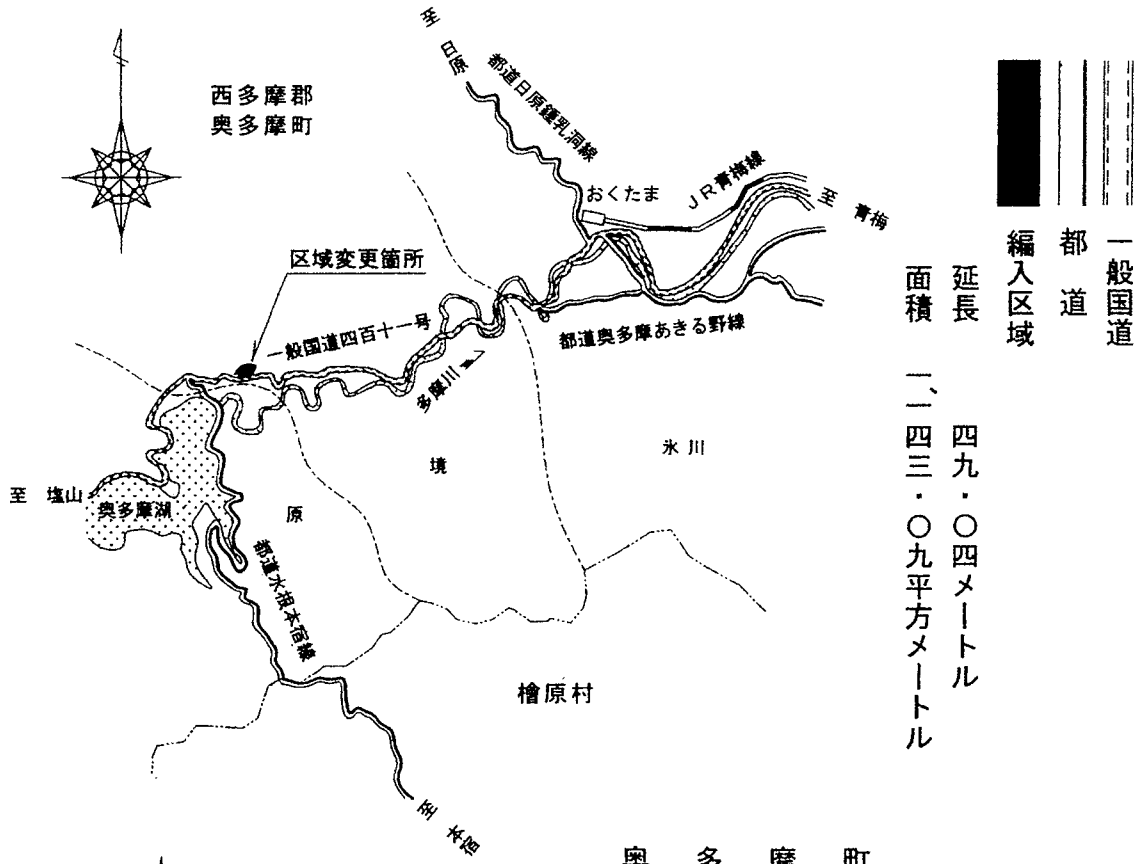 一般国道
都道
編入区域
延長 四九・〇四メートル
面積 一、一四三・〇九平方メートル
西多摩郡
奥多摩町
至 日原
都道日原鍾乳洞線
おくたま
JR青梅線
至 青梅
区域変更箇所
一般国道四百十一号
多摩川
都道奥多摩あきる野線
氷川
境
原
至 塩山
奥多摩湖
都道水根本宿線
檜原村
至 本宿
奥多摩町